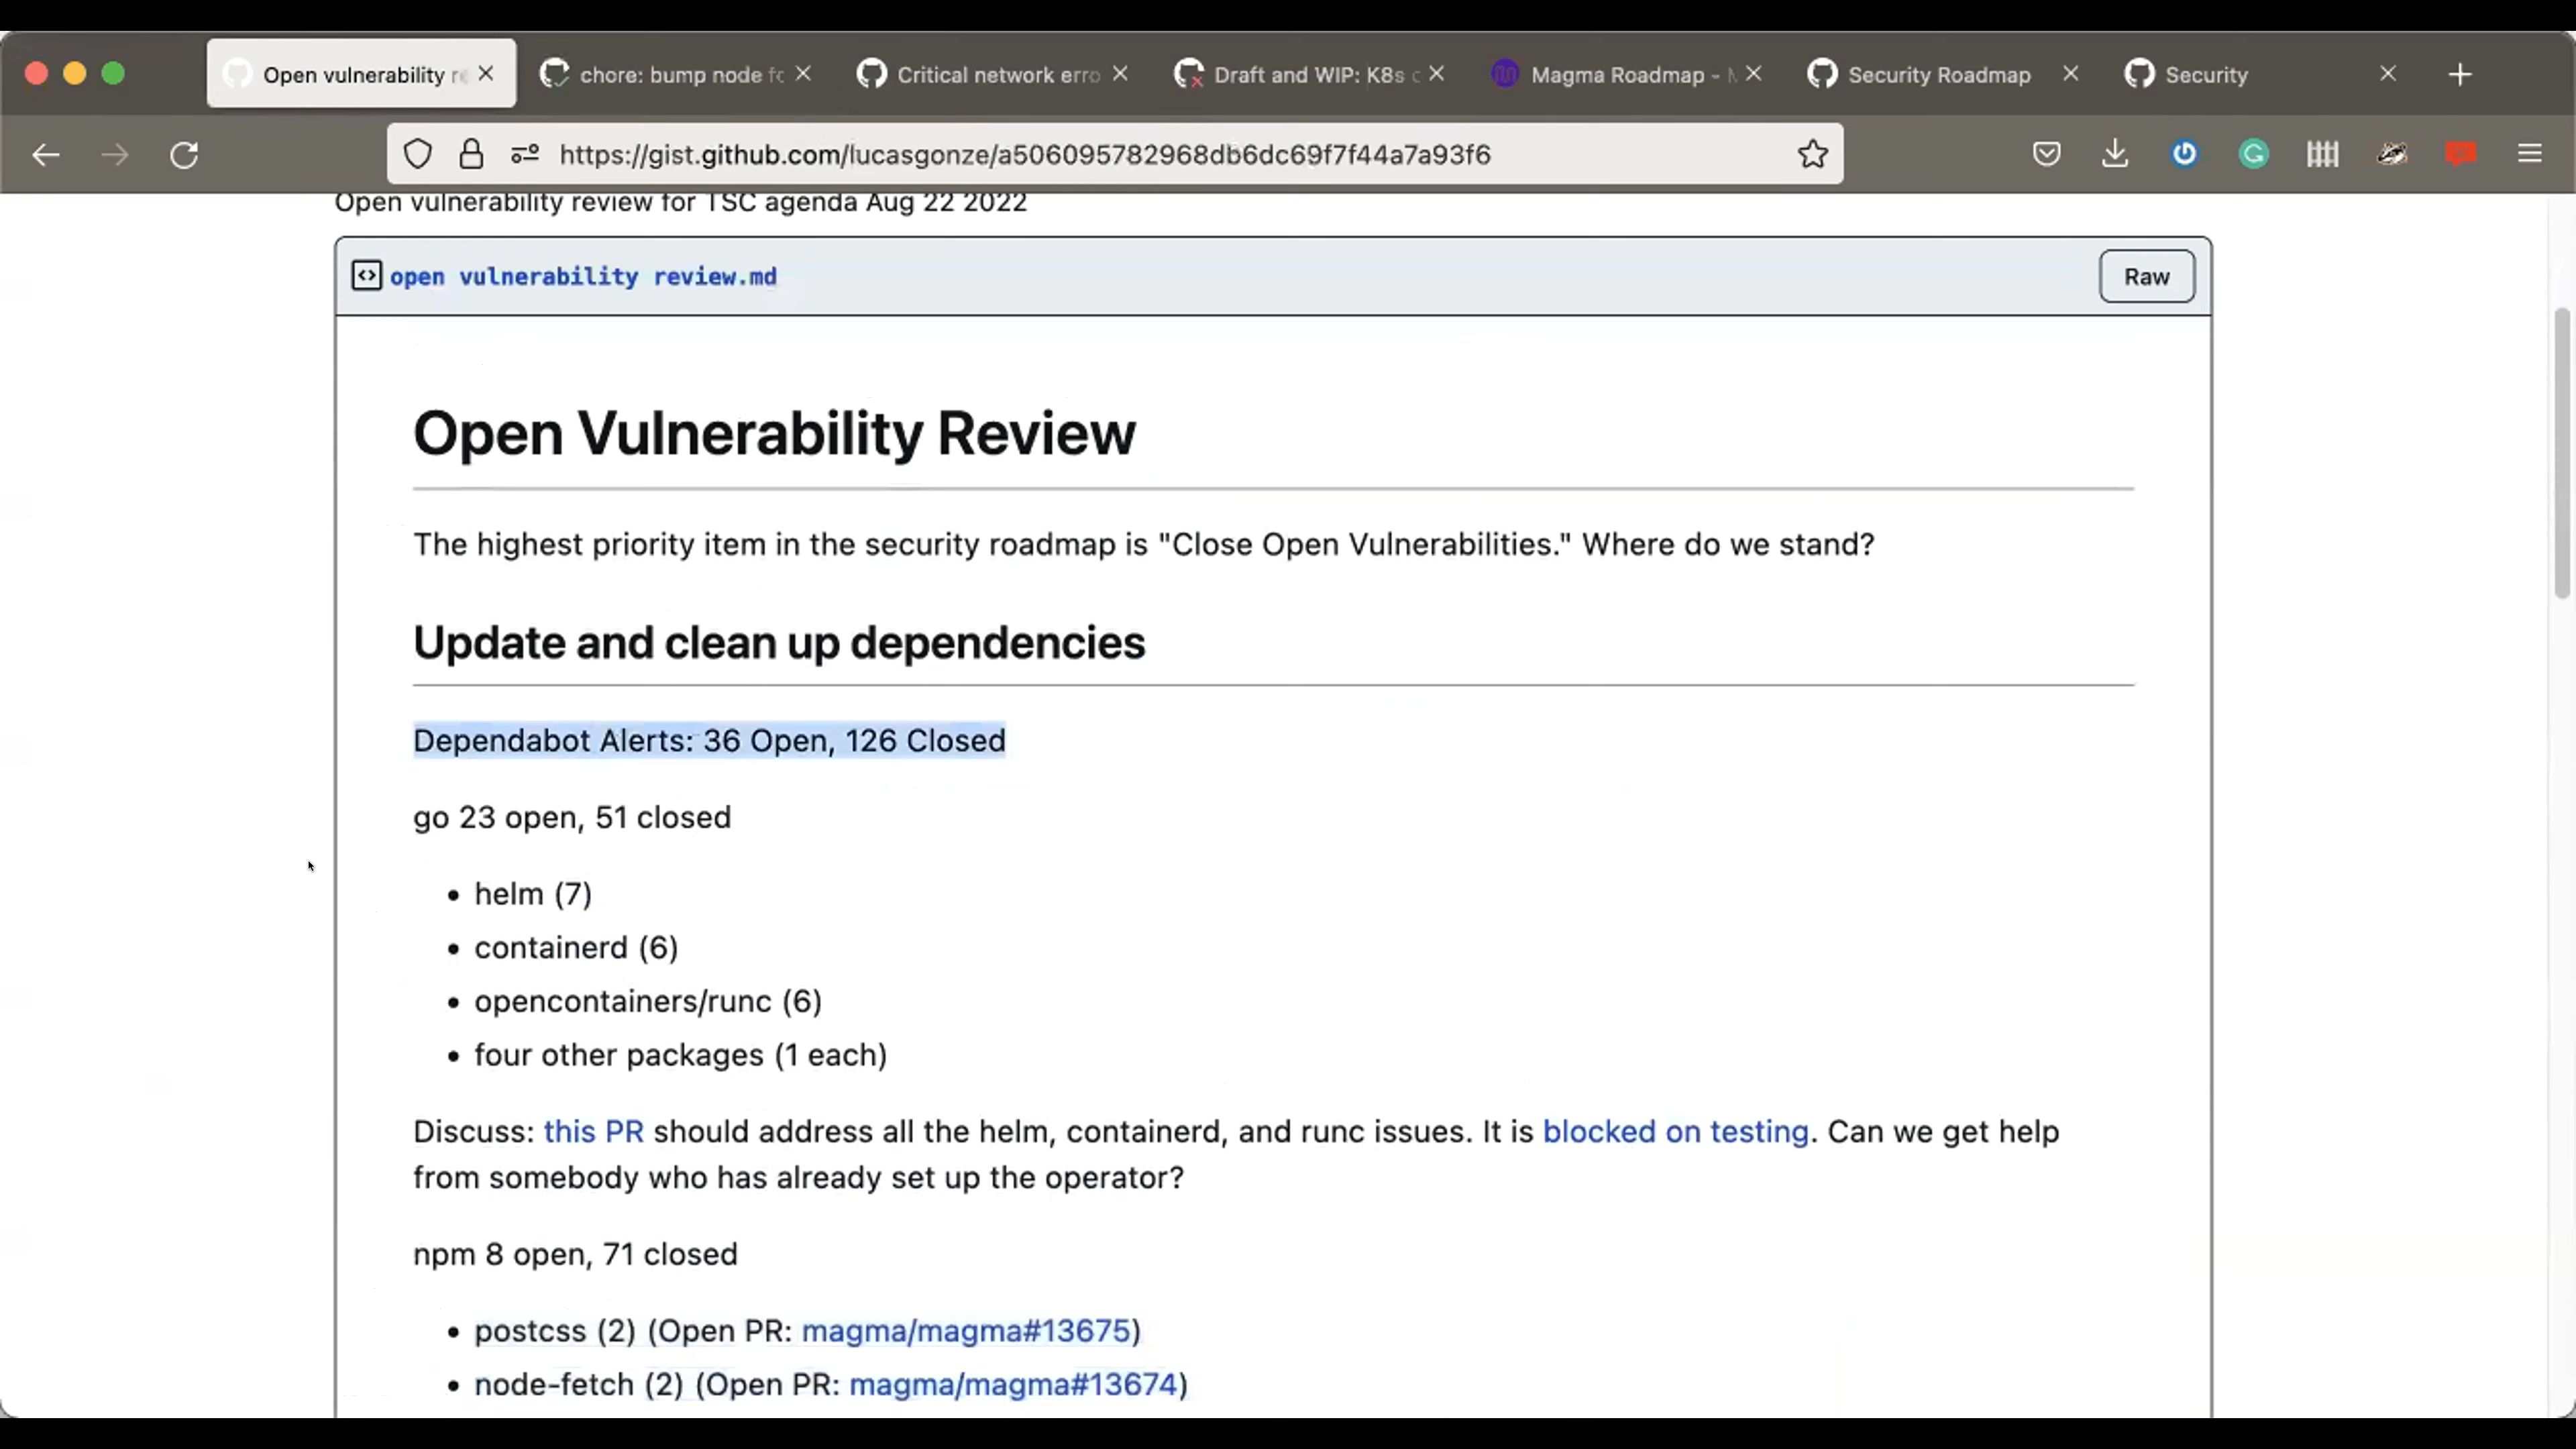 Open vulnerability re
chore: bump node fo
Critical network erro
Draft and WIP: K8s
Magma Roadmap -
Security Roadmap
Security
https://gist.github.com/lucasgonze/a506095782968db6dc69f7f44a7a93f6
Open vulnerability review for TSC agenda Aug 22 2022
open vulnerability review.md
Raw
Open Vulnerability Review
The highest priority item in the security roadmap is "Close Open Vulnerabilities." Where do we stand?
Update and clean up dependencies
Dependabot Alerts: 36 Open, 126 Closed
go 23 open, 51 closed
• helm (7)
• containerd (6)
• opencontainers/runc (6)
• four other packages (1 each)
Discuss: this PR should address all the helm, containerd, and runc issues. It is blocked on testing. Can we get help
from somebody who has already set up the operator?
npm 8 open, 71 closed
• postcss (2) (Open PR: magma/magma#13675)
• node-fetch (2) (Open PR: magma/magma#13674)